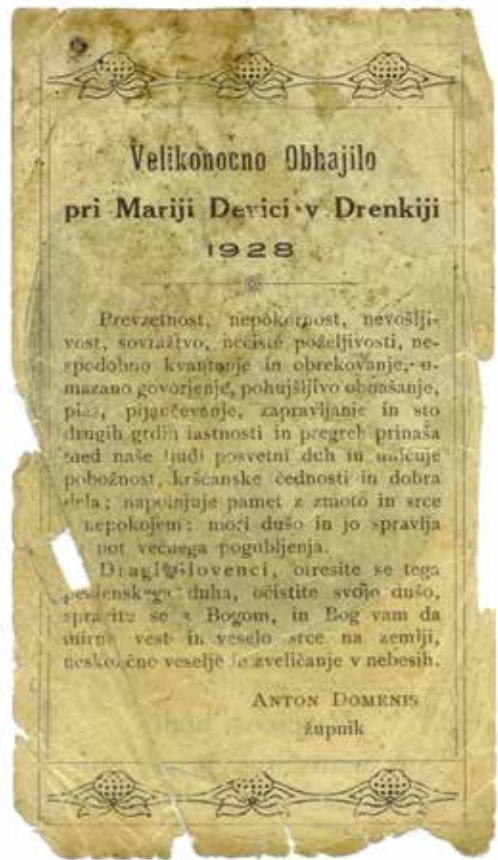 Velikonočno Obhajilo
pri Mariji Devici v Drenkiji
1928
Prevzetnost, nepokornost, nevošlji-
vost, sovraštvo, nečiste poželjivosti, ne-
spodobno kvantanje in obrekovanje, u-
mazano govorjenje, pohujšljivo obnašanje,
ples, pijančevanje, zapravljanje in sto
drugih grdih lastnosti in pregreh prinaša
med naše ljudi posvetni duh in uničuje
pobožnost, krščanske čednosti in dobra
dela; napolnjuje pamet z zmoto in srce
nepokojem: mori dušo in jo spravlja
pot večnega pogubljenja.
Dragi Slovenci, otresite se tega
peklenskega duha, očistite svojo dušo,
spravite se z Bogom, in Bog vam da
mirno vest in veselo srce na zemlji,
neskončno veselje in zveličanje v nebesih.
ANTON DOMENIS
župnik